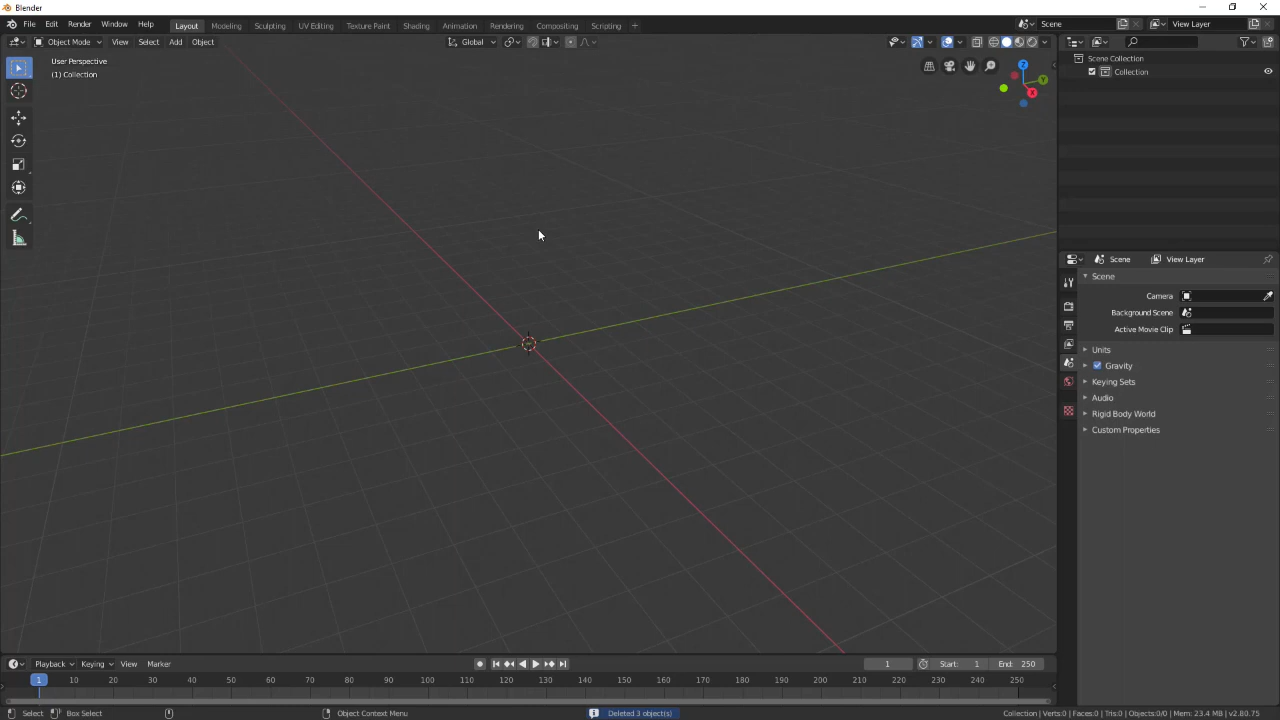 Blender
File Edit Render Window Help Layout Modeling Sculpting UV Editing Texture Paint Shading Animation Rendering Compositing Scripting + Scene View Layer
Object Mode View Select Add Object Global
User Perspective
(1) Collection
Z
Y
X
Scene Collection
Collection
Scene View Layer
Scene
Camera
Background Scene
Active Movie Clip
Units
Gravity
Keying Sets
Audio
Rigid Body World
Custom Properties
Playback Keying View Marker 1 Start: 1 End: 250
1 10 20 30 40 50 60 70 80 90 100 110 120 130 140 150 160 170 180 190 200 210 220 230 240 250
Select Box Select Object Context Menu Deleted 3 object(s) Collection | Verts:0 | Faces:0 | Tris:0 | Objects:0/0 | Mem: 23.4 MB | v2.80.75